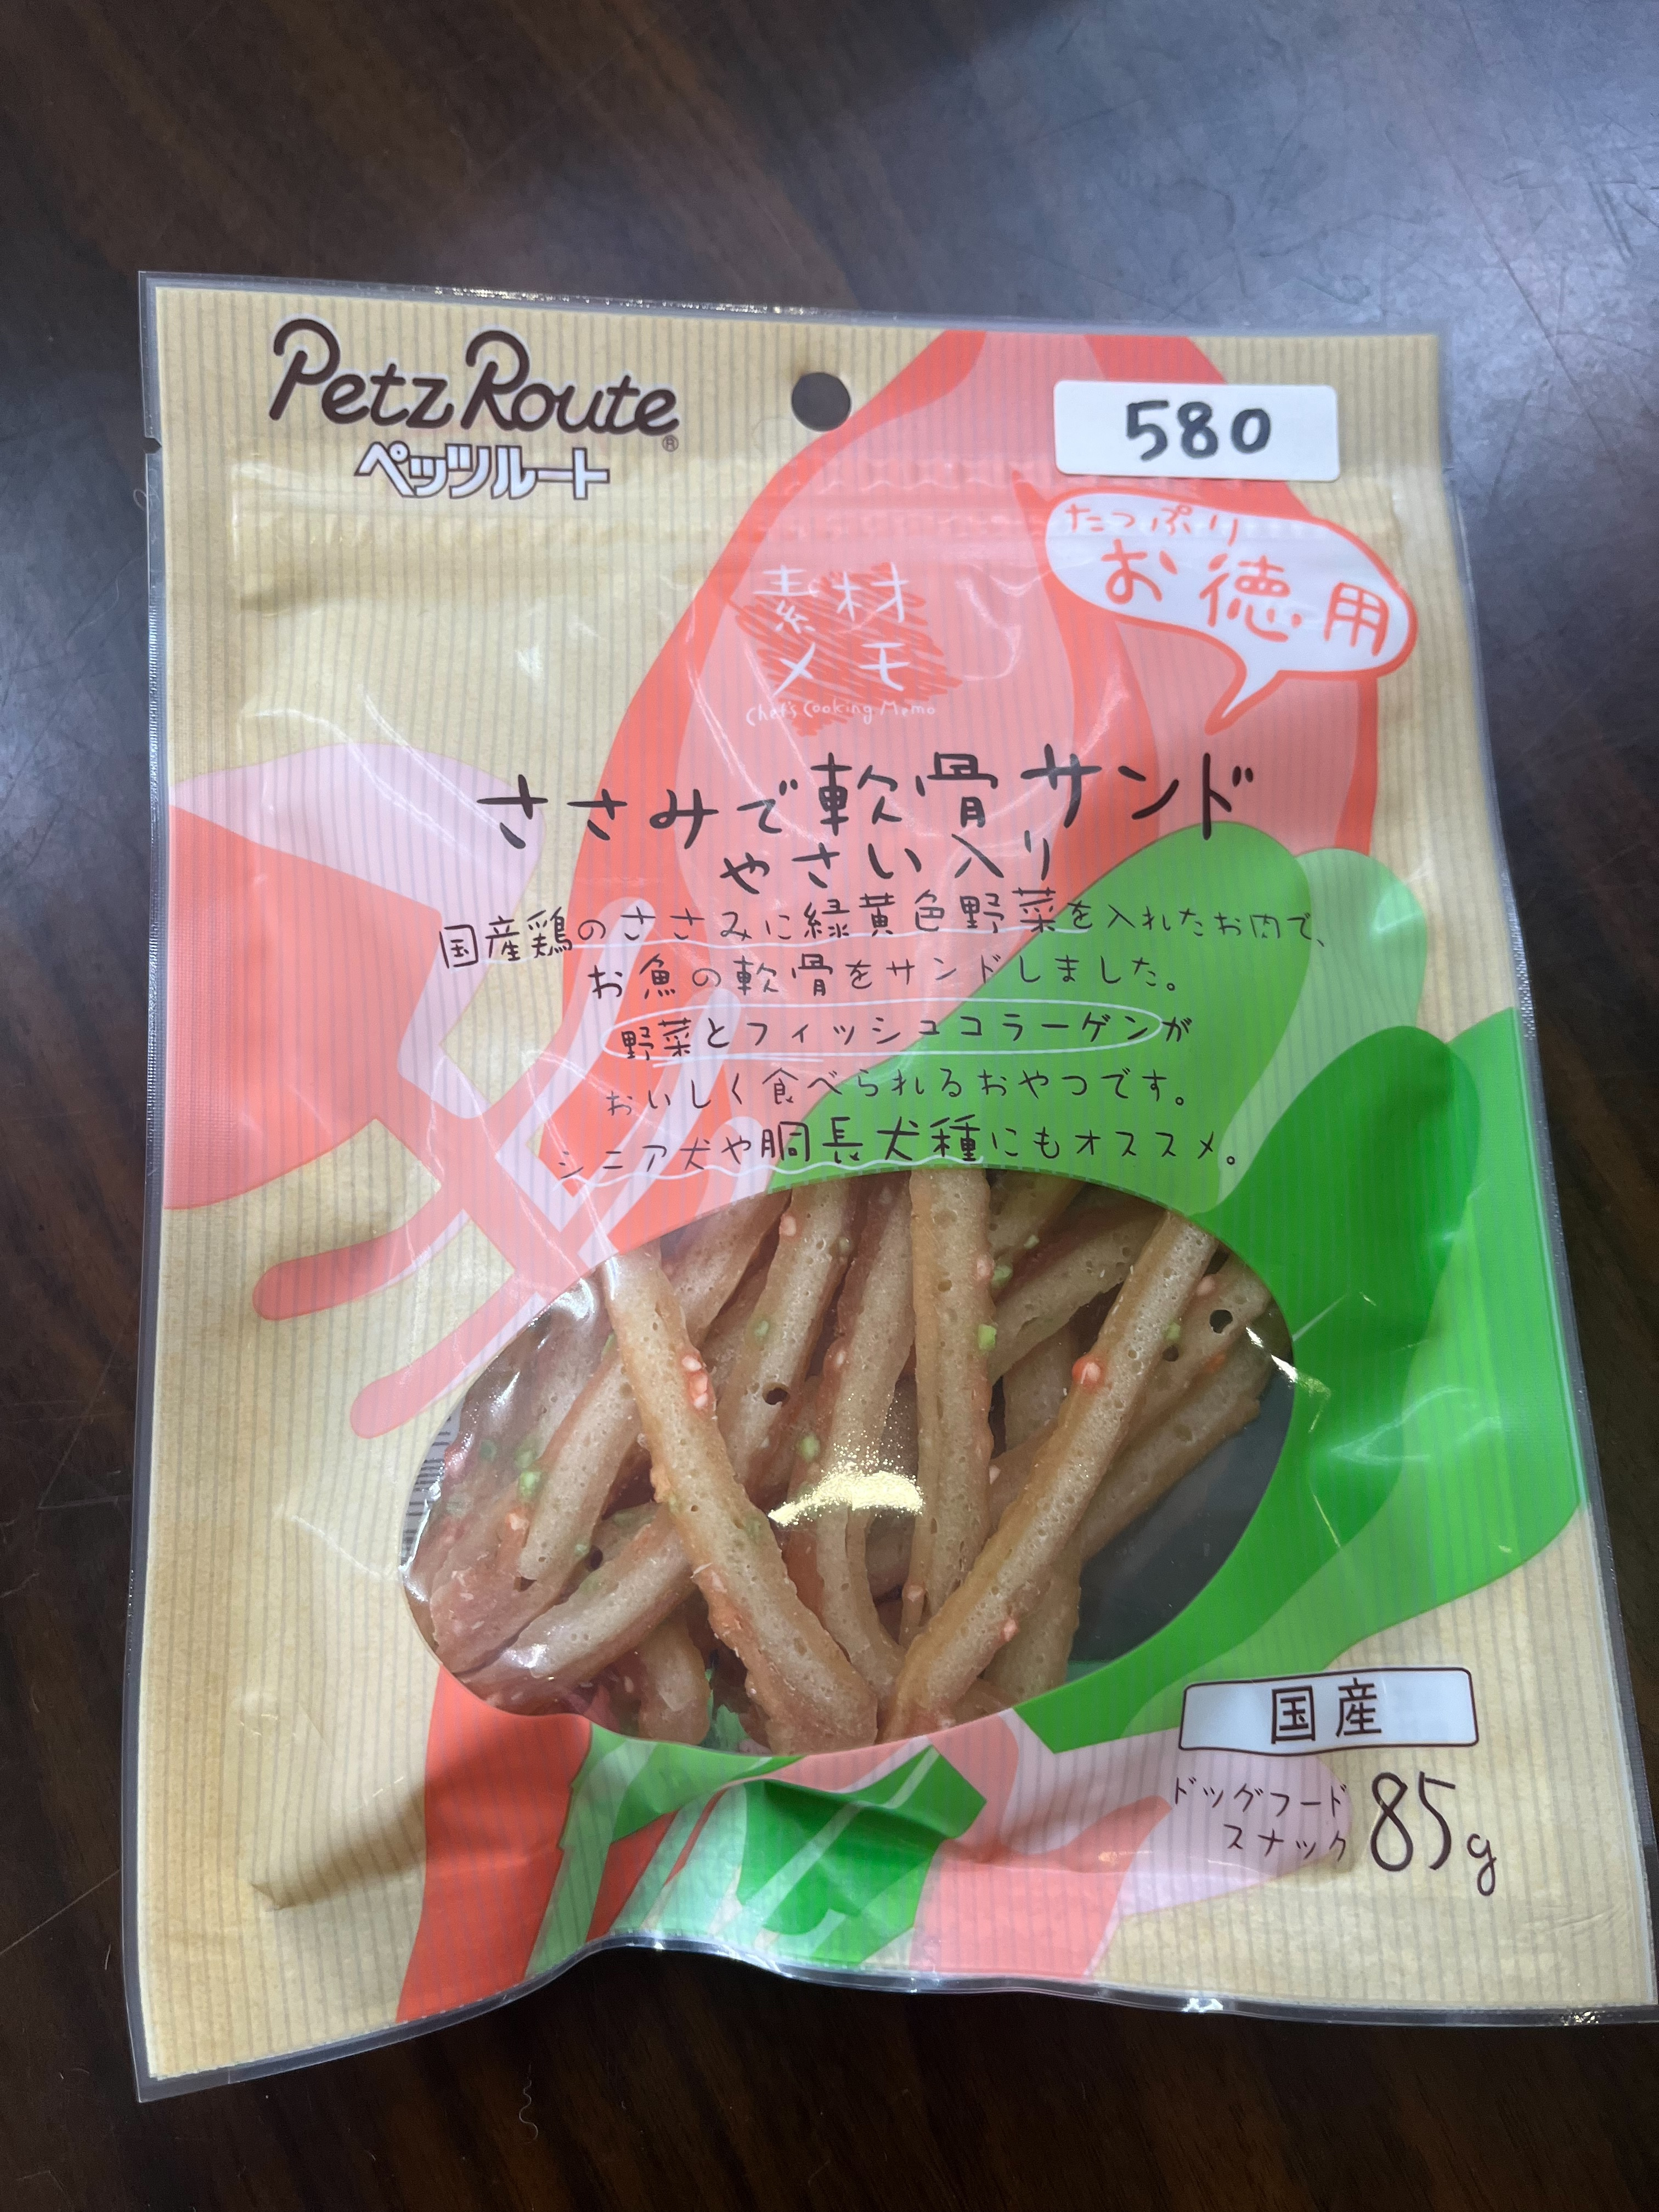 Petz Route®
ペッツルート
580
たっぷり
お徳用
素材
メモ
Chef's Cooking Memo
ささみで軟骨サンド
やさい入り
国産鶏のささみに緑黄色野菜を入れたお肉で、
お魚の軟骨をサンドしました。
野菜とフィッシュコラーゲンが
おいしく食べられるおやつです。
シニア犬や胴長犬種にもオススメ。
国産
ドッグフード
スナック
85g